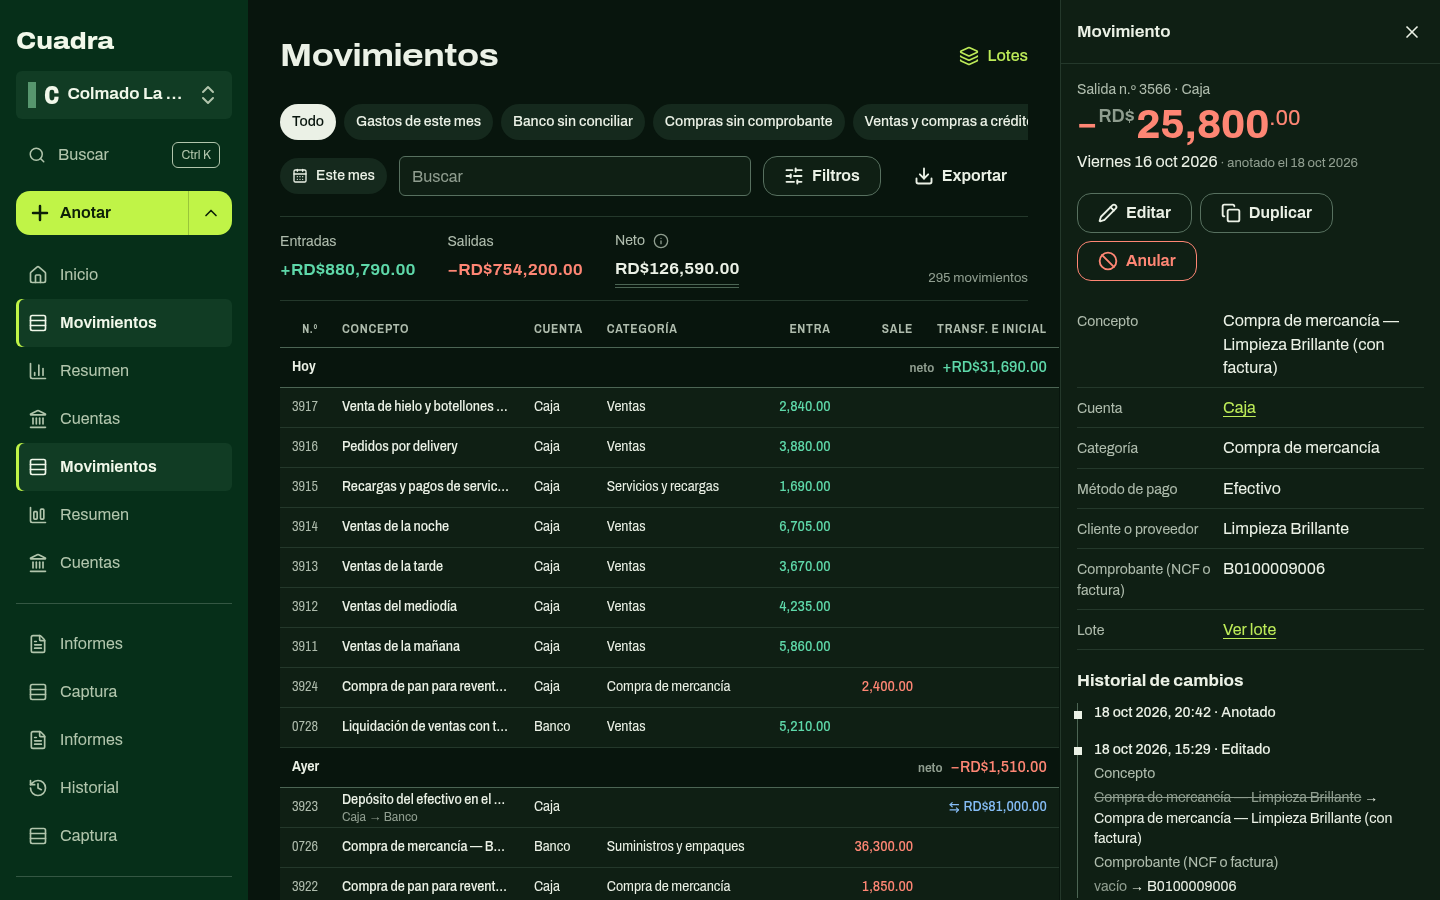 Cuadra
C Colmado La ...
Buscar Ctrl K
Anotar
Inicio
Movimientos
Resumen
Cuentas
Movimientos
Resumen
Cuentas
Informes
Captura
Informes
Historial
Captura
Movimientos
Lotes
Todo Gastos de este mes Banco sin conciliar Compras sin comprobante Ventas y compras a crédito
Este mes Buscar Filtros Exportar
Entradas Salidas Neto
+RD$880,790.00 −RD$754,200.00 RD$126,590.00 295 movimientos
N.º CONCEPTO CUENTA CATEGORÍA ENTRA SALE TRANSF. E INICIAL
Hoy neto +RD$31,690.00
3917 Venta de hielo y botellones ... Caja Ventas 2,840.00
3916 Pedidos por delivery Caja Ventas 3,880.00
3915 Recargas y pagos de servic... Caja Servicios y recargas 1,690.00
3914 Ventas de la noche Caja Ventas 6,705.00
3913 Ventas de la tarde Caja Ventas 3,670.00
3912 Ventas del mediodía Caja Ventas 4,235.00
3911 Ventas de la mañana Caja Ventas 5,860.00
3924 Compra de pan para revent... Caja Compra de mercancía 2,400.00
0728 Liquidación de ventas con t... Banco Ventas 5,210.00
Ayer neto −RD$1,510.00
3923 Depósito del efectivo en el ... Caja ⇆ RD$81,000.00
Caja → Banco
0726 Compra de mercancía — B... Banco Suministros y empaques 36,300.00
3922 Compra de pan para revent... Caja Compra de mercancía 1,850.00
Movimiento
Salida n.º 3566 · Caja
−RD$25,800.00
Viernes 16 oct 2026 · anotado el 18 oct 2026
Editar Duplicar
Anular
Concepto Compra de mercancía —
Limpieza Brillante (con
factura)
Cuenta Caja
Categoría Compra de mercancía
Método de pago Efectivo
Cliente o proveedor Limpieza Brillante
Comprobante (NCF o B0100009006
factura)
Lote Ver lote
Historial de cambios
18 oct 2026, 20:42 · Anotado
18 oct 2026, 15:29 · Editado
Concepto
Compra de mercancía — Limpieza Brillante →
Compra de mercancía — Limpieza Brillante (con
factura)
Comprobante (NCF o factura)
vacío → B0100009006